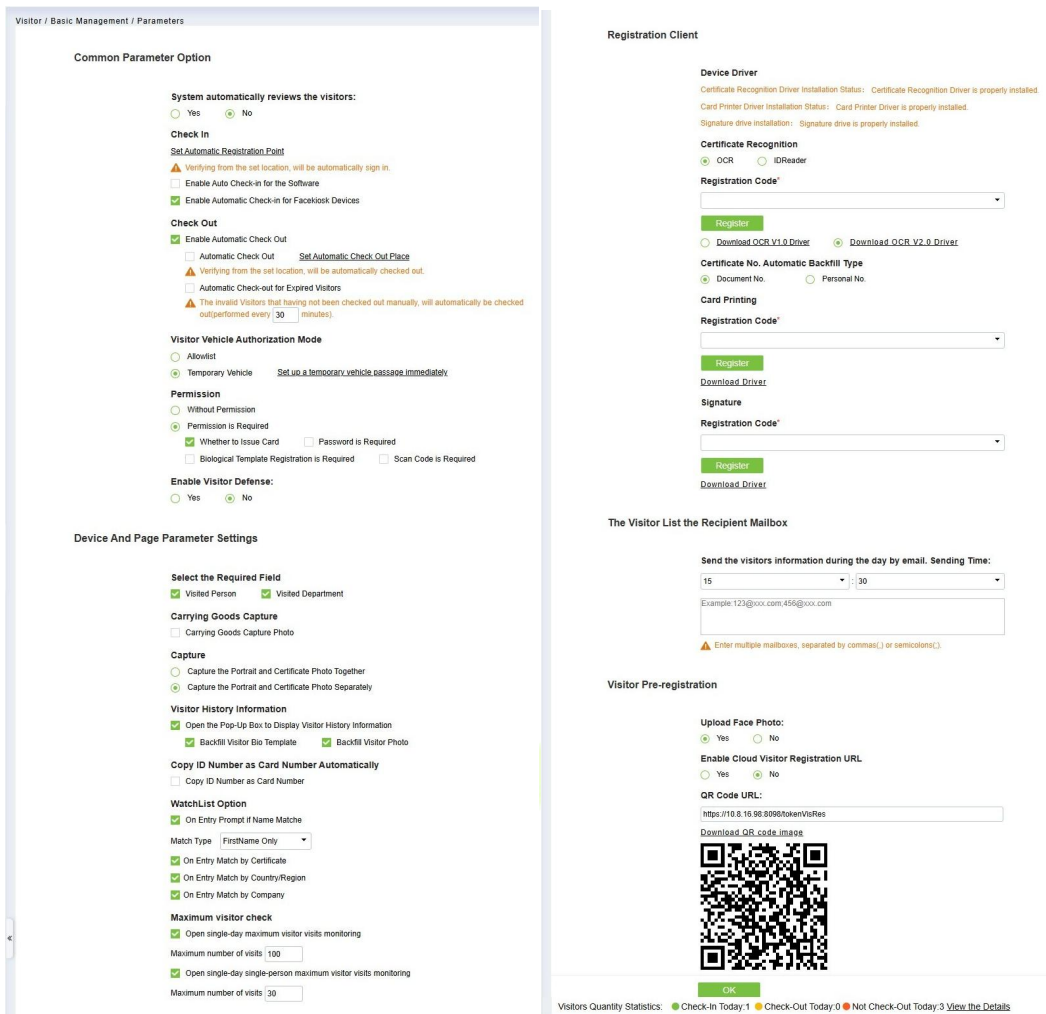 Visitor / Basic Management / Parameters
Common Parameter Option
System automatically reviews the visitors:
Yes No
Check In
Set Automatic Registration Point
Verifying from the set location, will be automatically sign in.
Enable Auto Check-in for the Software
Enable Automatic Check-in for Facekiosk Devices
Check Out
Enable Automatic Check Out
Automatic Check Out Set Automatic Check Out Place
Verifying from the set location, will be automatically checked out.
Automatic Check-out for Expired Visitors
The invalid Visitors that having not been checked out manually, will automatically be checked
out(performed every 30 minutes).
Visitor Vehicle Authorization Mode
Allowlist
Temporary Vehicle Set up a temporary vehicle passage immediately
Permission
Without Permission
Permission is Required
Whether to Issue Card Password is Required
Biological Template Registration is Required Scan Code is Required
Enable Visitor Defense:
Yes No
Device And Page Parameter Settings
Select the Required Field
Visited Person Visited Department
Carrying Goods Capture
Carrying Goods Capture Photo
Capture
Capture the Portrait and Certificate Photo Together
Capture the Portrait and Certificate Photo Separately
Visitor History Information
Open the Pop-Up Box to Display Visitor History Information
Backfill Visitor Bio Template Backfill Visitor Photo
Copy ID Number as Card Number Automatically
Copy ID Number as Card Number
WatchList Option
On Entry Prompt if Name Matche
Match Type FirstName Only
On Entry Match by Certificate
On Entry Match by Country/Region
On Entry Match by Company
Maximum visitor check
Open single-day maximum visitor visits monitoring
Maximum number of visits 100
Open single-day single-person maximum visitor visits monitoring
Maximum number of visits 30
«
Registration Client
Device Driver
Certificate Recognition Driver Installation Status: Certificate Recognition Driver is properly installed.
Card Printer Driver Installation Status: Card Printer Driver is properly installed.
Signature drive installation: Signature drive is properly installed.
Certificate Recognition
OCR IDReader
Registration Code*
Register
Download OCR V1.0 Driver Download OCR V2.0 Driver
Certificate No. Automatic Backfill Type
Document No. Personal No.
Card Printing
Registration Code*
Register
Download Driver
Signature
Registration Code*
Register
Download Driver
The Visitor List the Recipient Mailbox
Send the visitors information during the day by email. Sending Time:
15 : 30
Example:123@xxx.com;456@xxx.com
Enter multiple mailboxes, separated by commas(,) or semicolons(;).
Visitor Pre-registration
Upload Face Photo:
Yes No
Enable Cloud Visitor Registration URL
Yes No
QR Code URL:
https://10.8.16.98:8098/tokenVisRes
Download QR code image
OK
Visitors Quantity Statistics: Check-In Today:1 Check-Out Today:0 Not Check-Out Today:3 View the Details